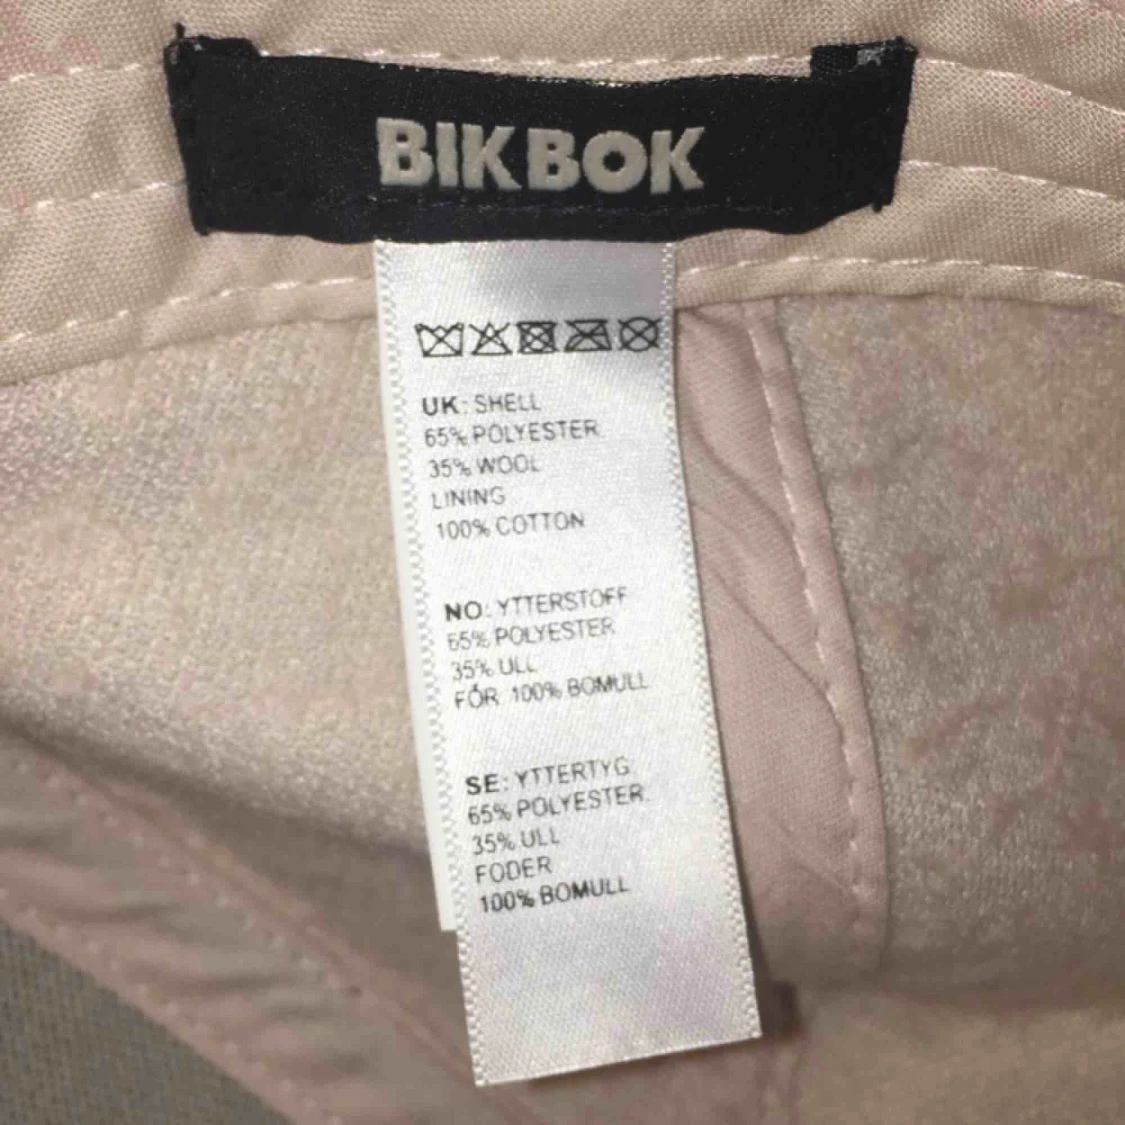 BIKBOK
UK: SHELL
65% POLYESTER
35% WOOL
LINING
100% COTTON
NO: YTTERSTOFF
65% POLYESTER
35% ULL
FÓR 100% BOMULL
SE: YTTERTYG
65% POLYESTER
35% ULL
FODER
100% BOMULL